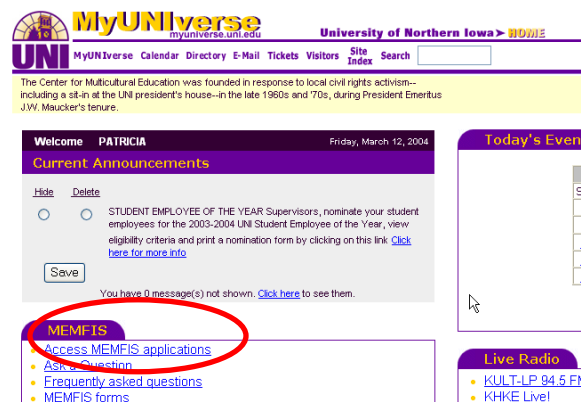 MyUNIverse
myuniverse.uni.edu
University of Northern Iowa➤ HOME
UNI
MyUNIverse Calendar Directory E-Mail Tickets Visitors Site Index Search
The Center for Multicultural Education was founded in response to local civil rights activism--
including a sit-in at the UNI president's house--in the late 1960s and '70s, during President Emeritus
J.W. Maucker's tenure.
Welcome PATRICIA Friday, March 12, 2004
Current Announcements
Hide Delete
STUDENT EMPLOYEE OF THE YEAR Supervisors, nominate your student
employees for the 2003-2004 UNI Student Employee of the Year, view
eligibility criteria and print a nomination form by clicking on this link Click
here for more info
Save
You have 0 message(s) not shown. Click here to see them.
MEMFIS
Access MEMFIS applications
Ask a Question
Frequently asked questions
MEMFIS forms
Today's Even
Live Radio
KULT-LP 94.5 FM
KHKE Live!